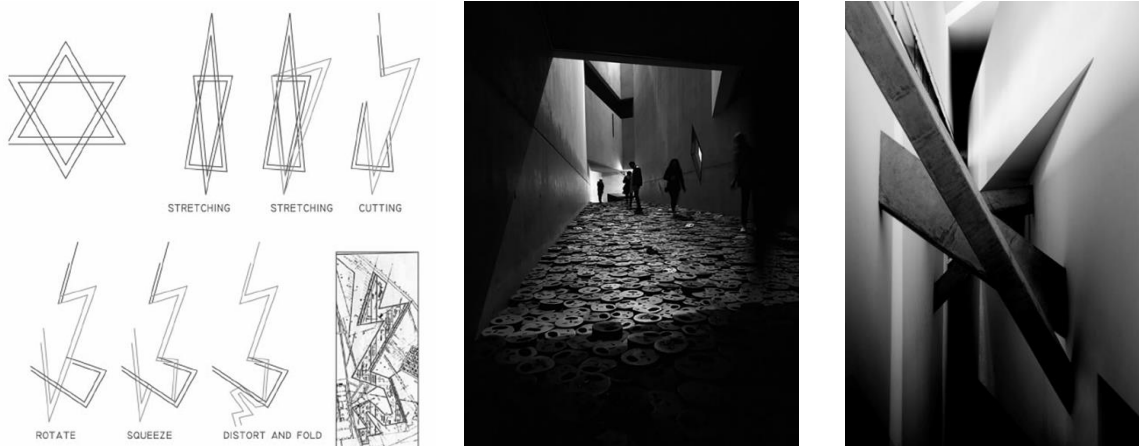 STRETCHING
STRETCHING
CUTTING
ROTATE
SQUEEZE
DISTORT AND FOLD